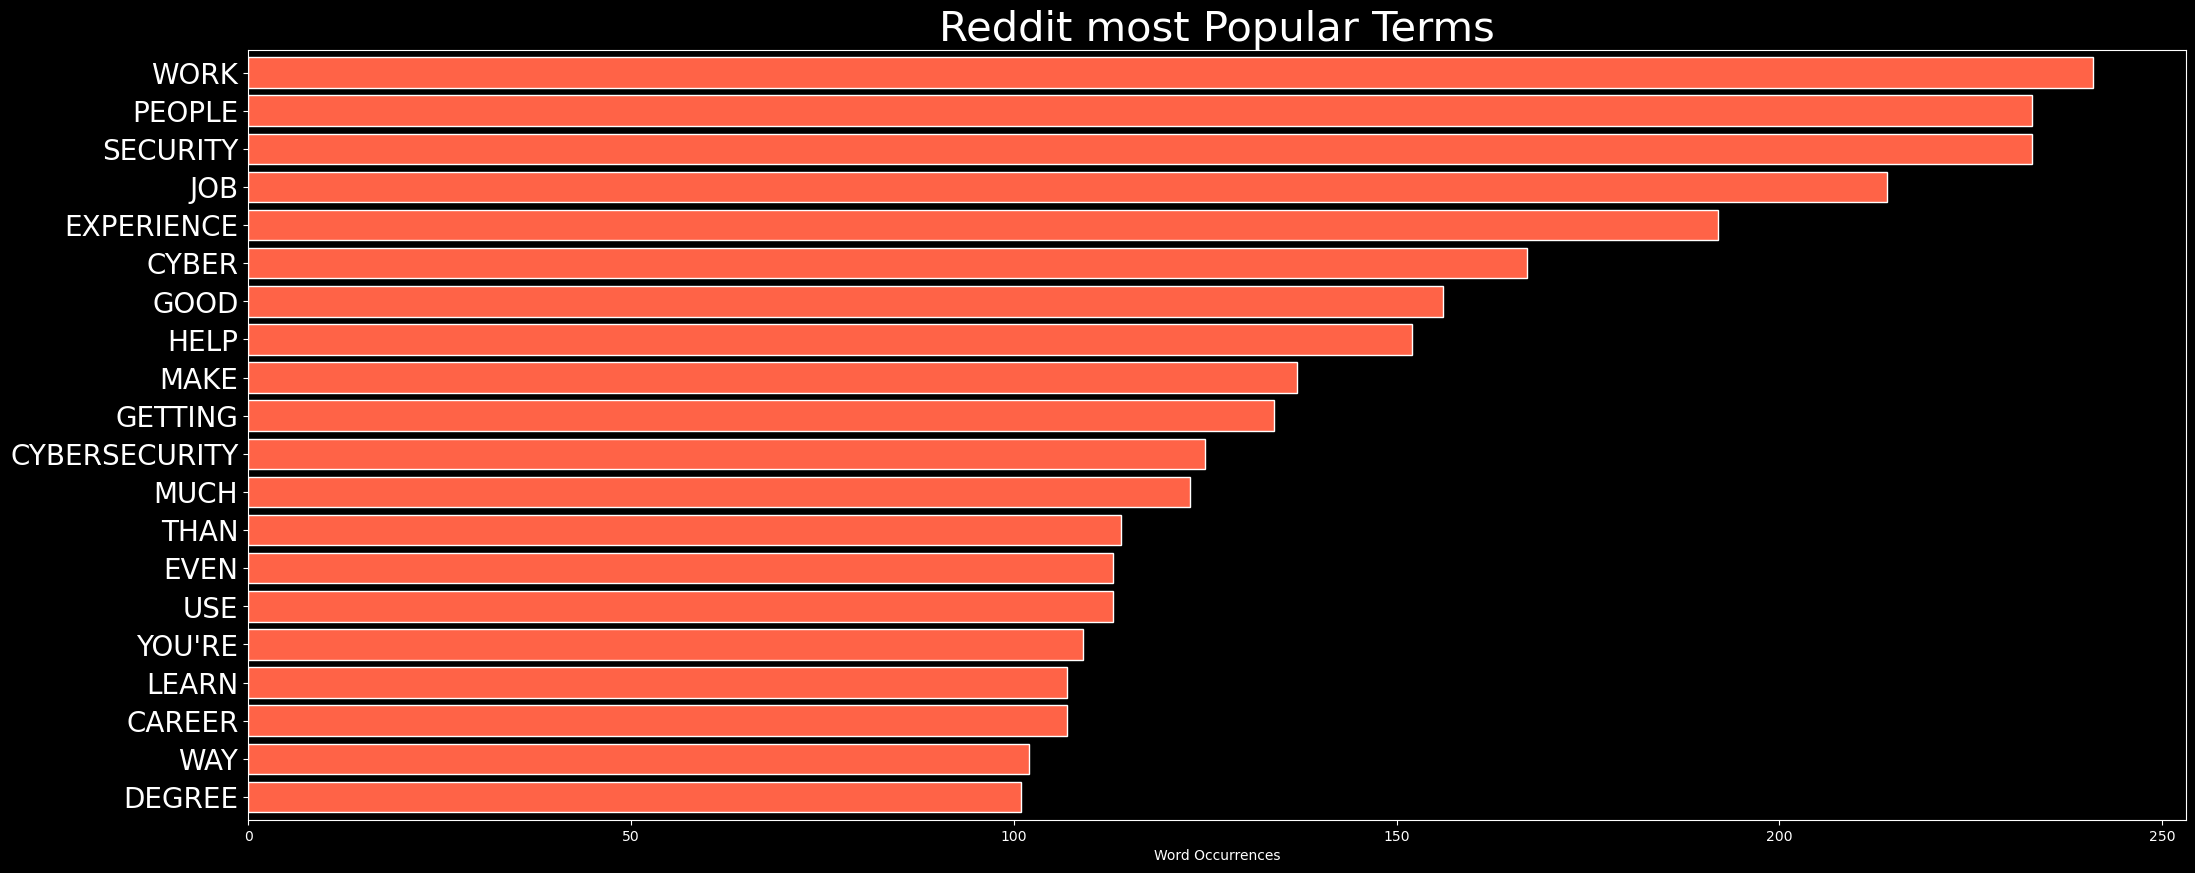 Reddit most Popular Terms
WORK
PEOPLE
SECURITY
JOB
EXPERIENCE
CYBER
GOOD
HELP
MAKE
GETTING
CYBERSECURITY
MUCH
THAN
EVEN
USE
YOU'RE
LEARN
CAREER
WAY
DEGREE
0 50 100 150 200 250
Word Occurrences